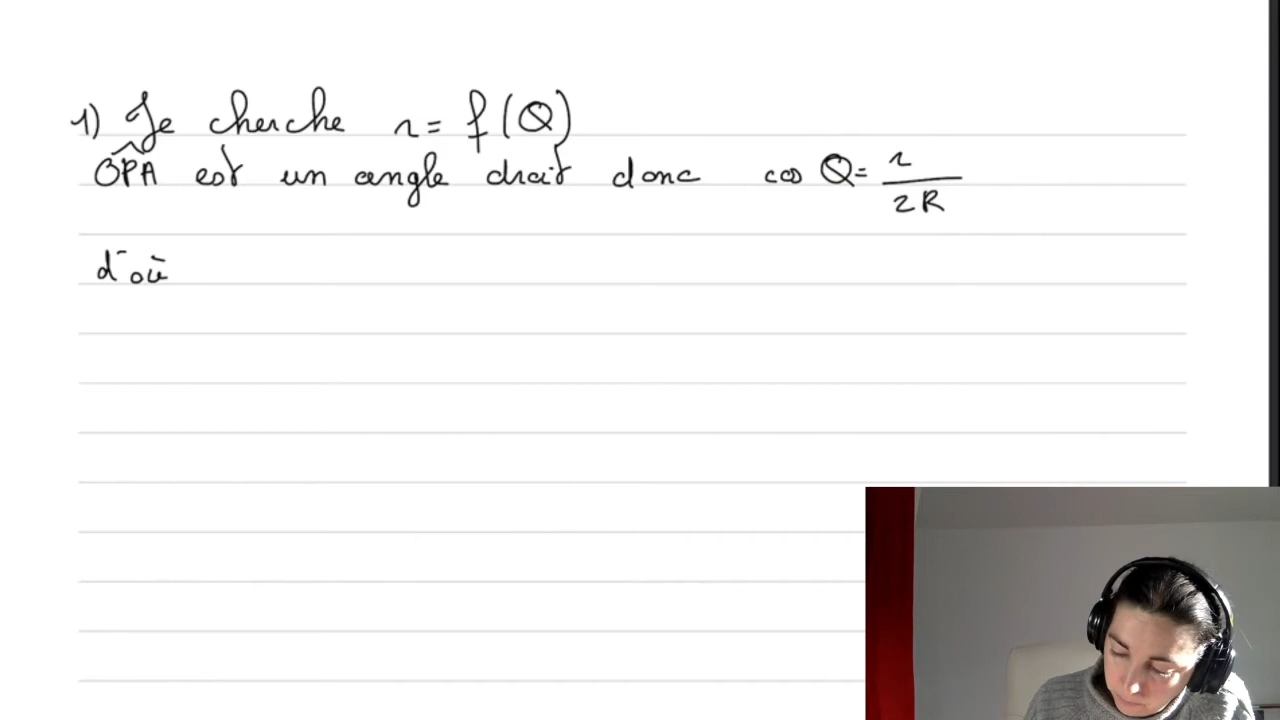 1) Je cherche r = f(θ)
OPA est un angle droit donc cos θ = r / 2R
d'où